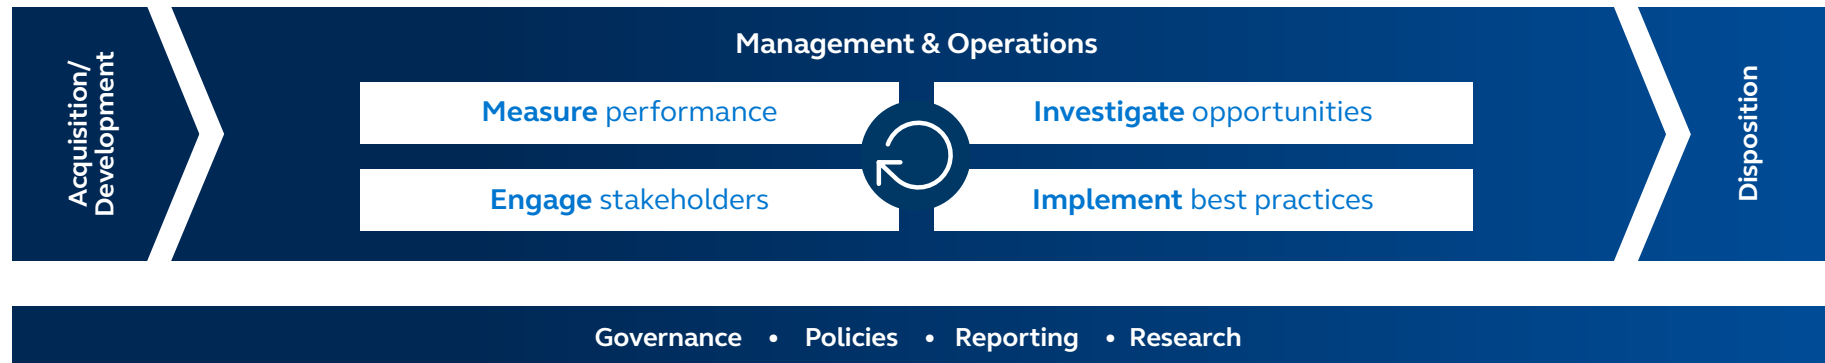 Acquisition/
Development
Management & Operations
Measure performance
Investigate opportunities
Engage stakeholders
Implement best practices
Disposition
Governance • Policies • Reporting • Research